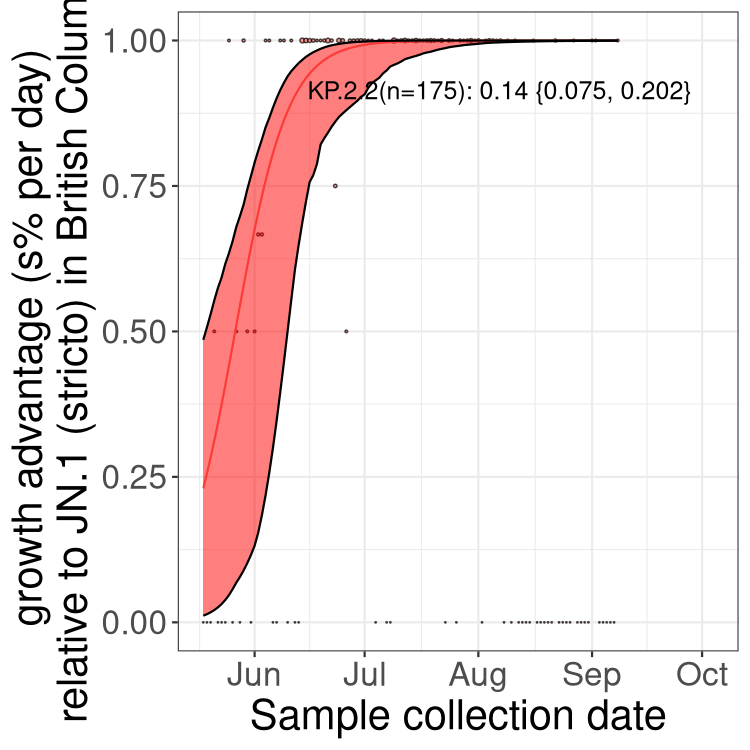 growth advantage (s% per day)
relative to JN.1 (stricto) in British Colum
1.00
0.75
0.50
0.25
0.00
KP.2.2(n=175): 0.14 {0.075, 0.202}
Jun Jul Aug Sep Oct
Sample collection date